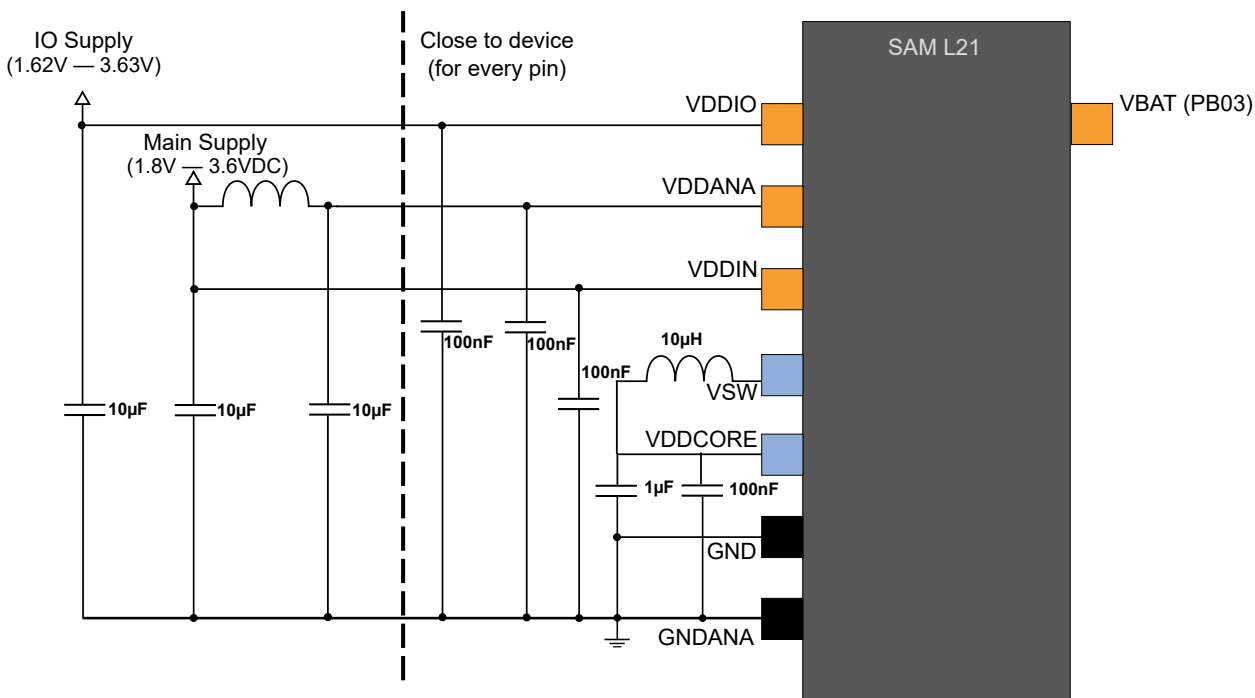 IO Supply
(1.62V — 3.63V)
Close to device
(for every pin)
SAM L21
VDDIO
VBAT (PB03)
Main Supply
(1.8V — 3.6VDC)
VDDANA
VDDIN
100nF
100nF
10µH
100nF
VSW
10µF
10µF
10µF
VDDCORE
1µF
100nF
GND
GNDANA